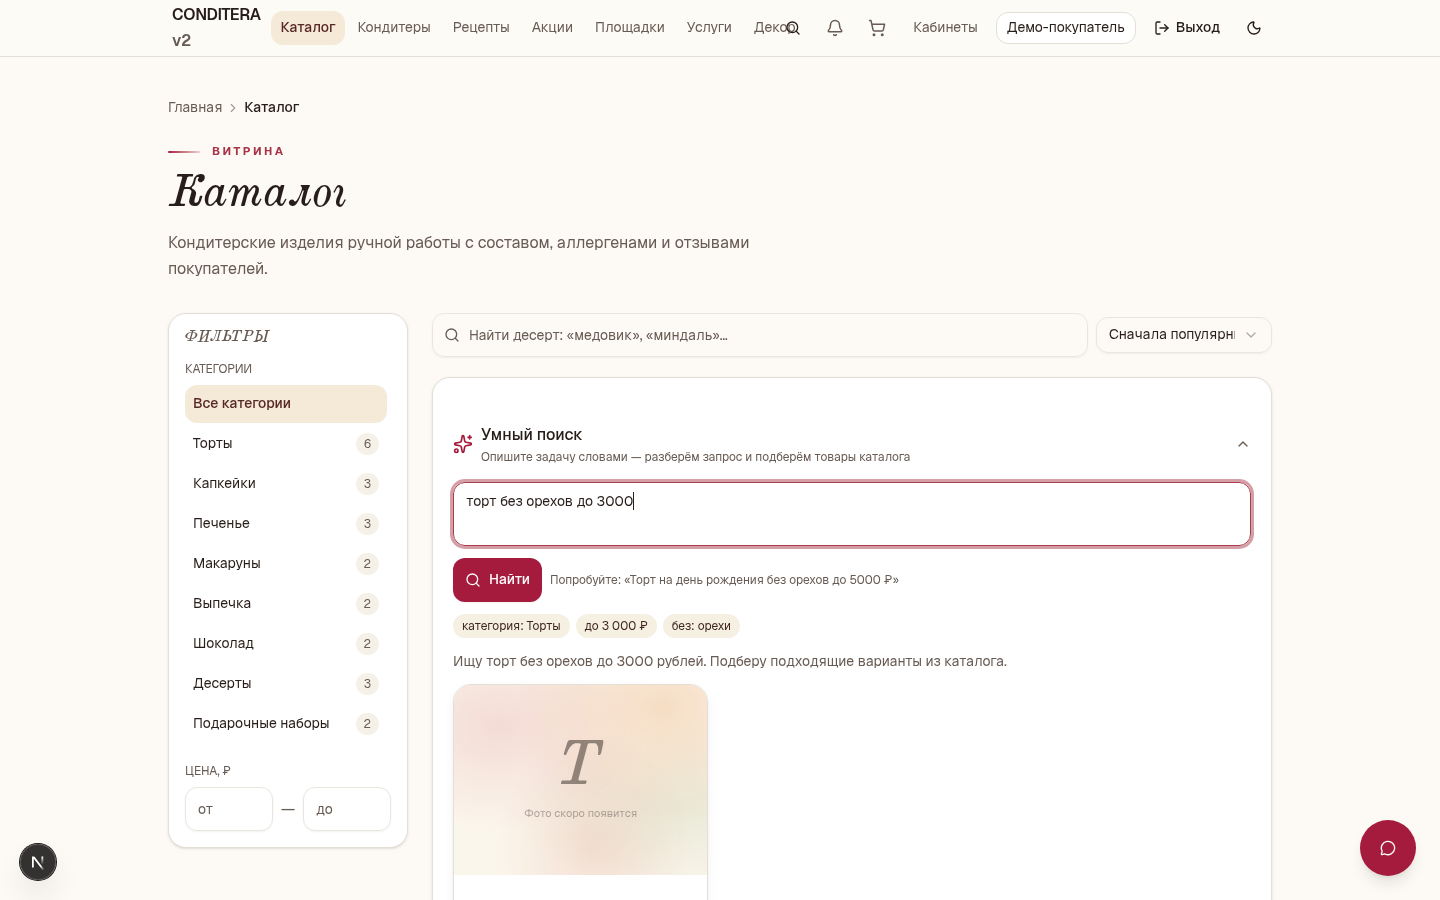 CONDITERA v2
Каталог
Кондитеры
Рецепты
Акции
Площадки
Услуги
Декор
Кабинеты
Демо-покупатель
Выход
Главная
Каталог
ВИТРИНА
Каталог
Кондитерские изделия ручной работы с составом, аллергенами и отзывами
покупателей.
ФИЛЬТРЫ
КАТЕГОРИИ
Все категории
Торты 6
Капкейки 3
Печенье 3
Макаруны 2
Выпечка 2
Шоколад 2
Десерты 3
Подарочные наборы 2
ЦЕНА, ₽
от — до
Найти десерт: «медовик», «миндаль»...
Сначала популярн
Умный поиск
Опишите задачу словами — разберём запрос и подберём товары каталога
торт без орехов до 3000
Найти
Попробуйте: «Торт на день рождения без орехов до 5000 ₽»
категория: Торты
до 3 000 ₽
без: орехи
Ищу торт без орехов до 3000 рублей. Подберу подходящие варианты из каталога.
Т
Фото скоро появится
N